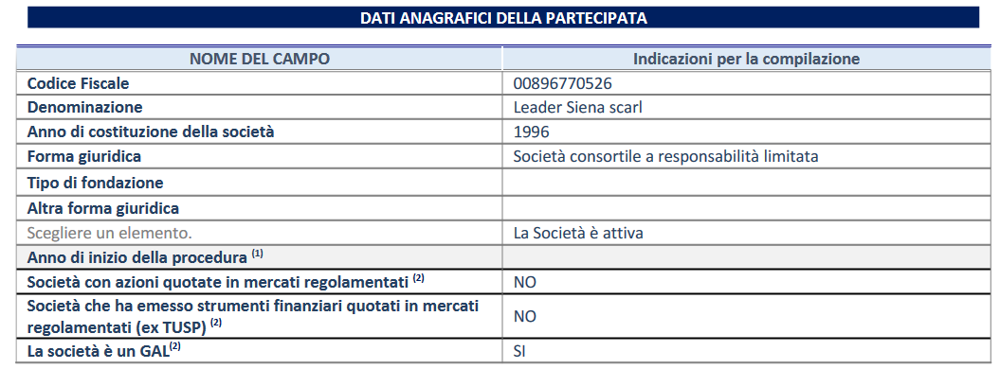 DATI ANAGRAFICI DELLA PARTECIPATA
NOME DEL CAMPO Indicazioni per la compilazione
Codice Fiscale 00896770526
Denominazione Leader Siena scarl
Anno di costituzione della società 1996
Forma giuridica Società consortile a responsabilità limitata
Tipo di fondazione
Altra forma giuridica
Scegliere un elemento. La Società è attiva
Anno di inizio della procedura (1)
Società con azioni quotate in mercati regolamentati (2) NO
Società che ha emesso strumenti finanziari quotati in mercati
regolamentati (ex TUSP) (2) NO
La società è un GAL(2) SI